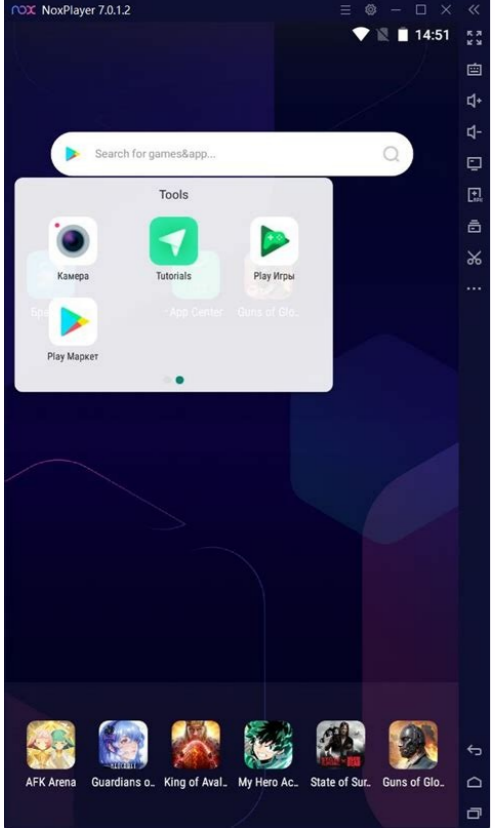 nox NoxPlayer 7.0.1.2
14:51
Search for games&app...
Tools
Камера
Tutorials
Play Игры
App Center
Guns of Glo..
Play Маркет
AFK Arena
Guardians o..
King of Aval..
My Hero Ac..
State of Sur..
Guns of Glo..